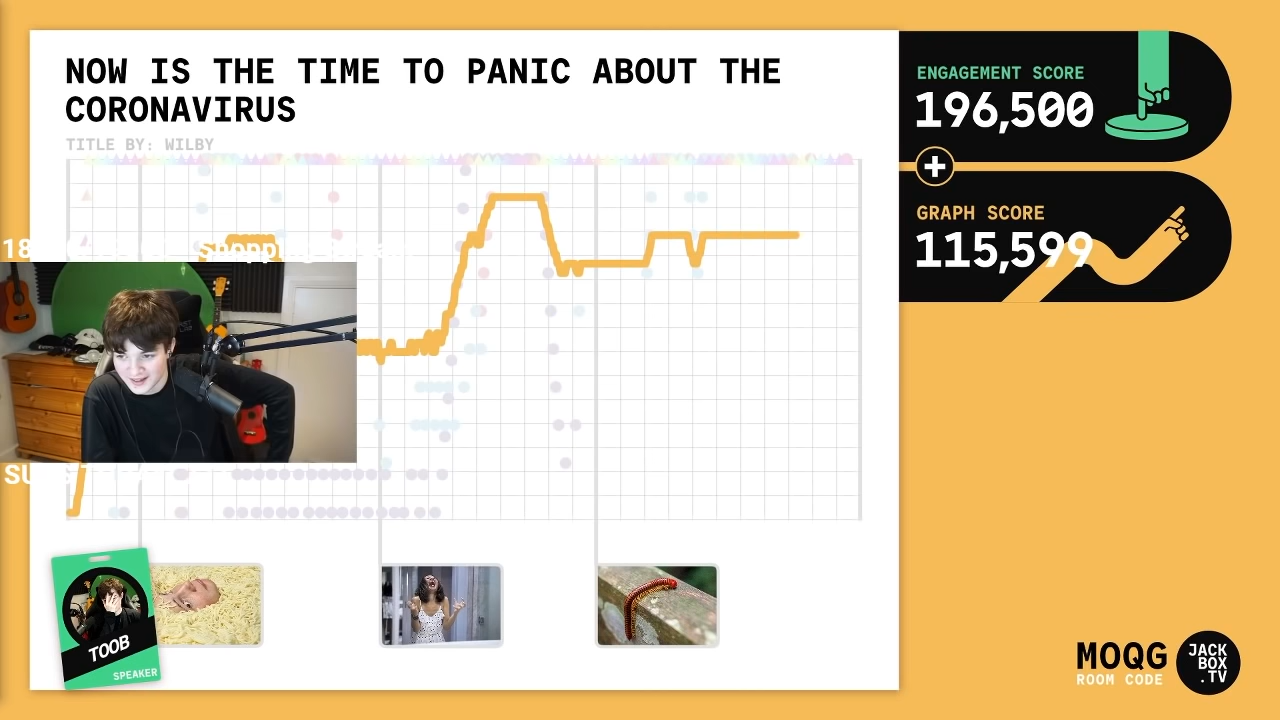 NOW IS THE TIME TO PANIC ABOUT THE
CORONAVIRUS
TITLE BY: WILBY
ENGAGEMENT SCORE
196,500
+
GRAPH SCORE
115,599
TOOB
SPEAKER
MOQG
ROOM CODE
JACK
BOX
.TV